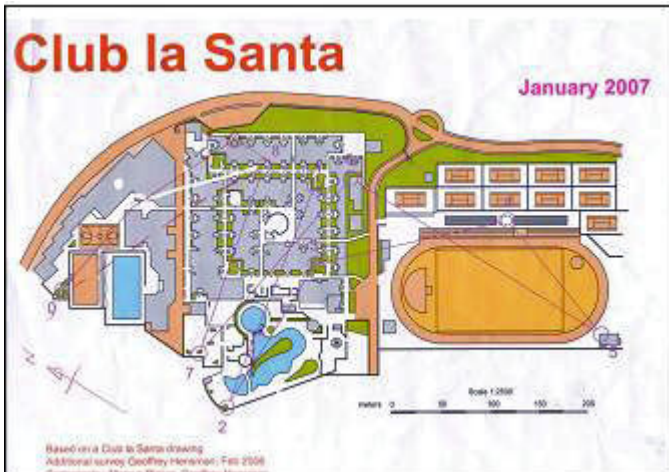 Club la Santa
January 2007
8
9
7
2
5
N
Scale 1:2500
meters 0 50 100 150 200
Based on a Club la Santa drawing
Additional survey Geoffrey Hensman, Feb 2006